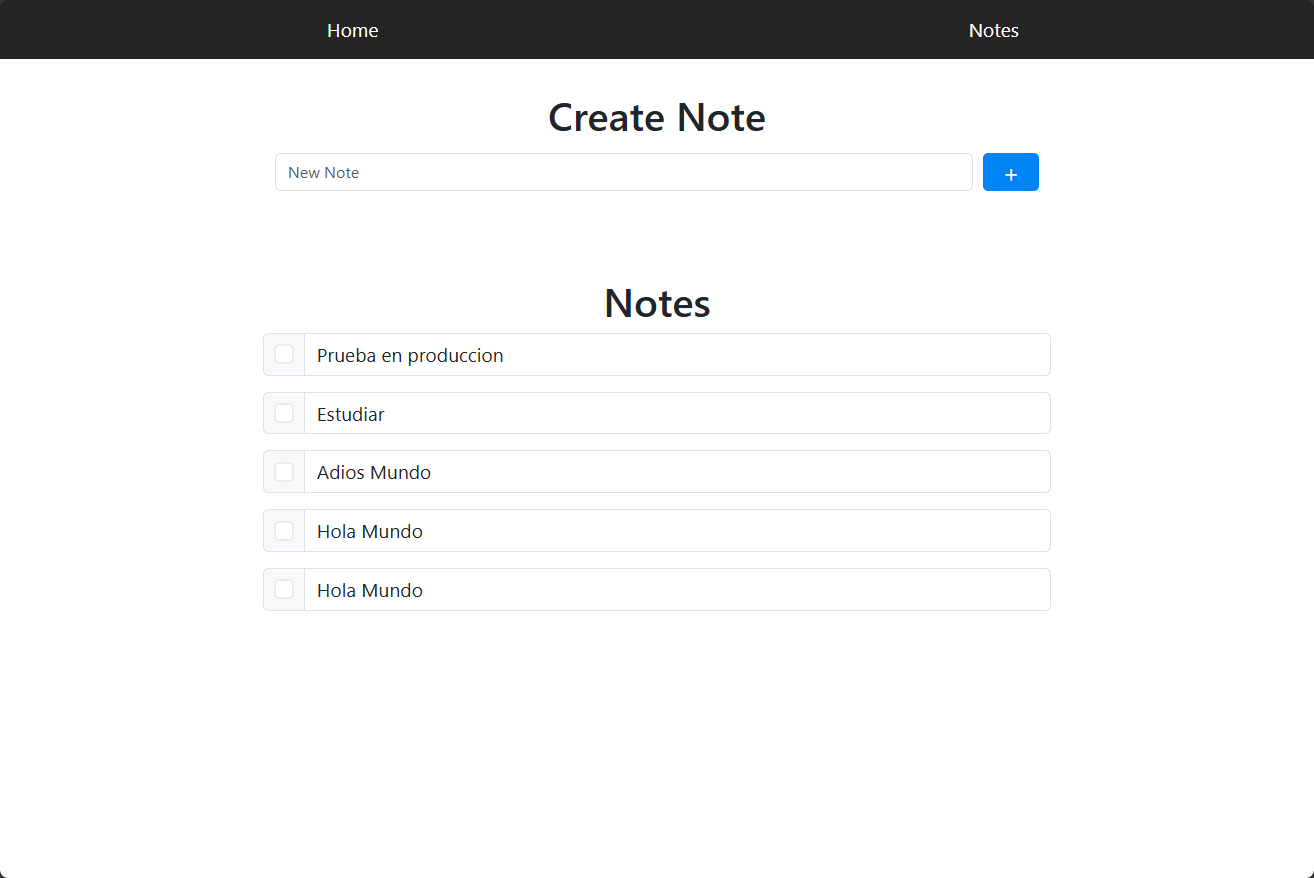 Home Notes
Create Note
New Note +
Notes
Prueba en produccion
Estudiar
Adios Mundo
Hola Mundo
Hola Mundo